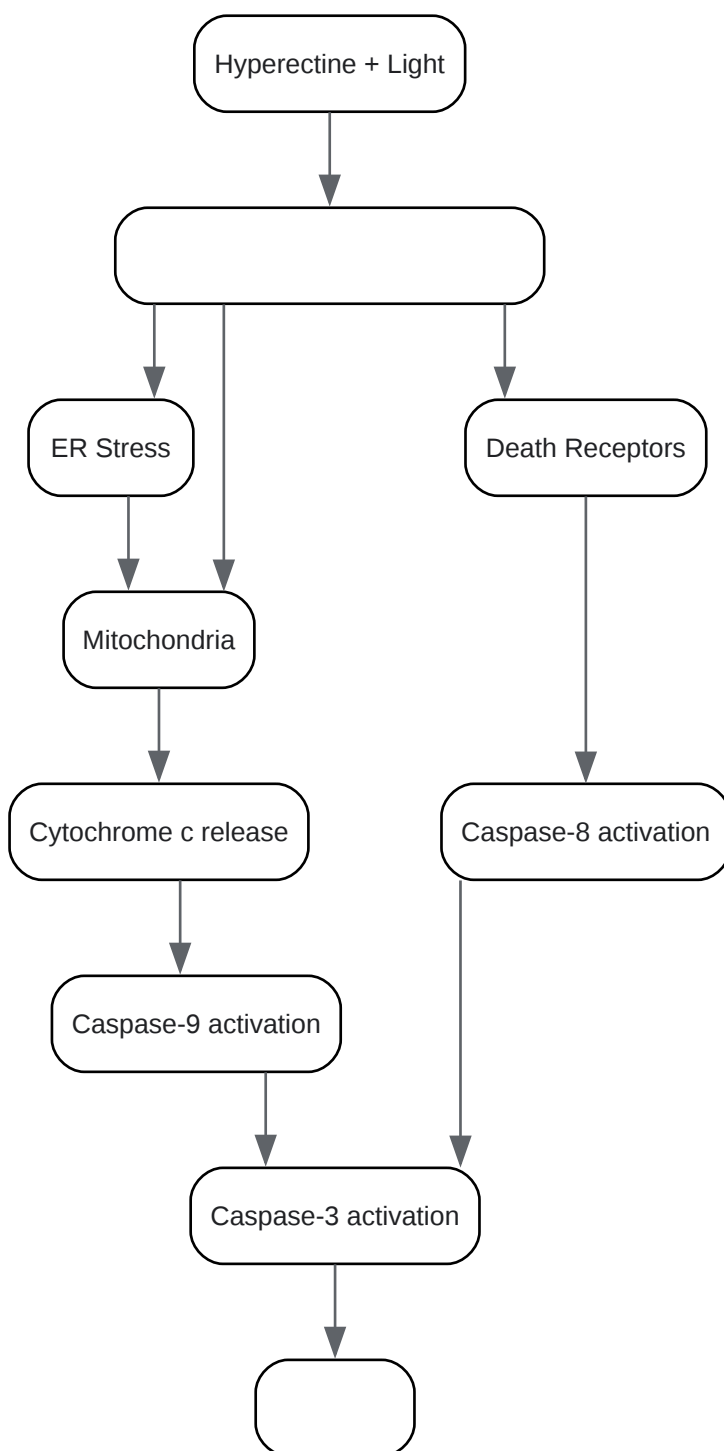 Hyperectine + Light
ER Stress
Death Receptors
Mitochondria
Cytochrome c release
Caspase-8 activation
Caspase-9 activation
Caspase-3 activation